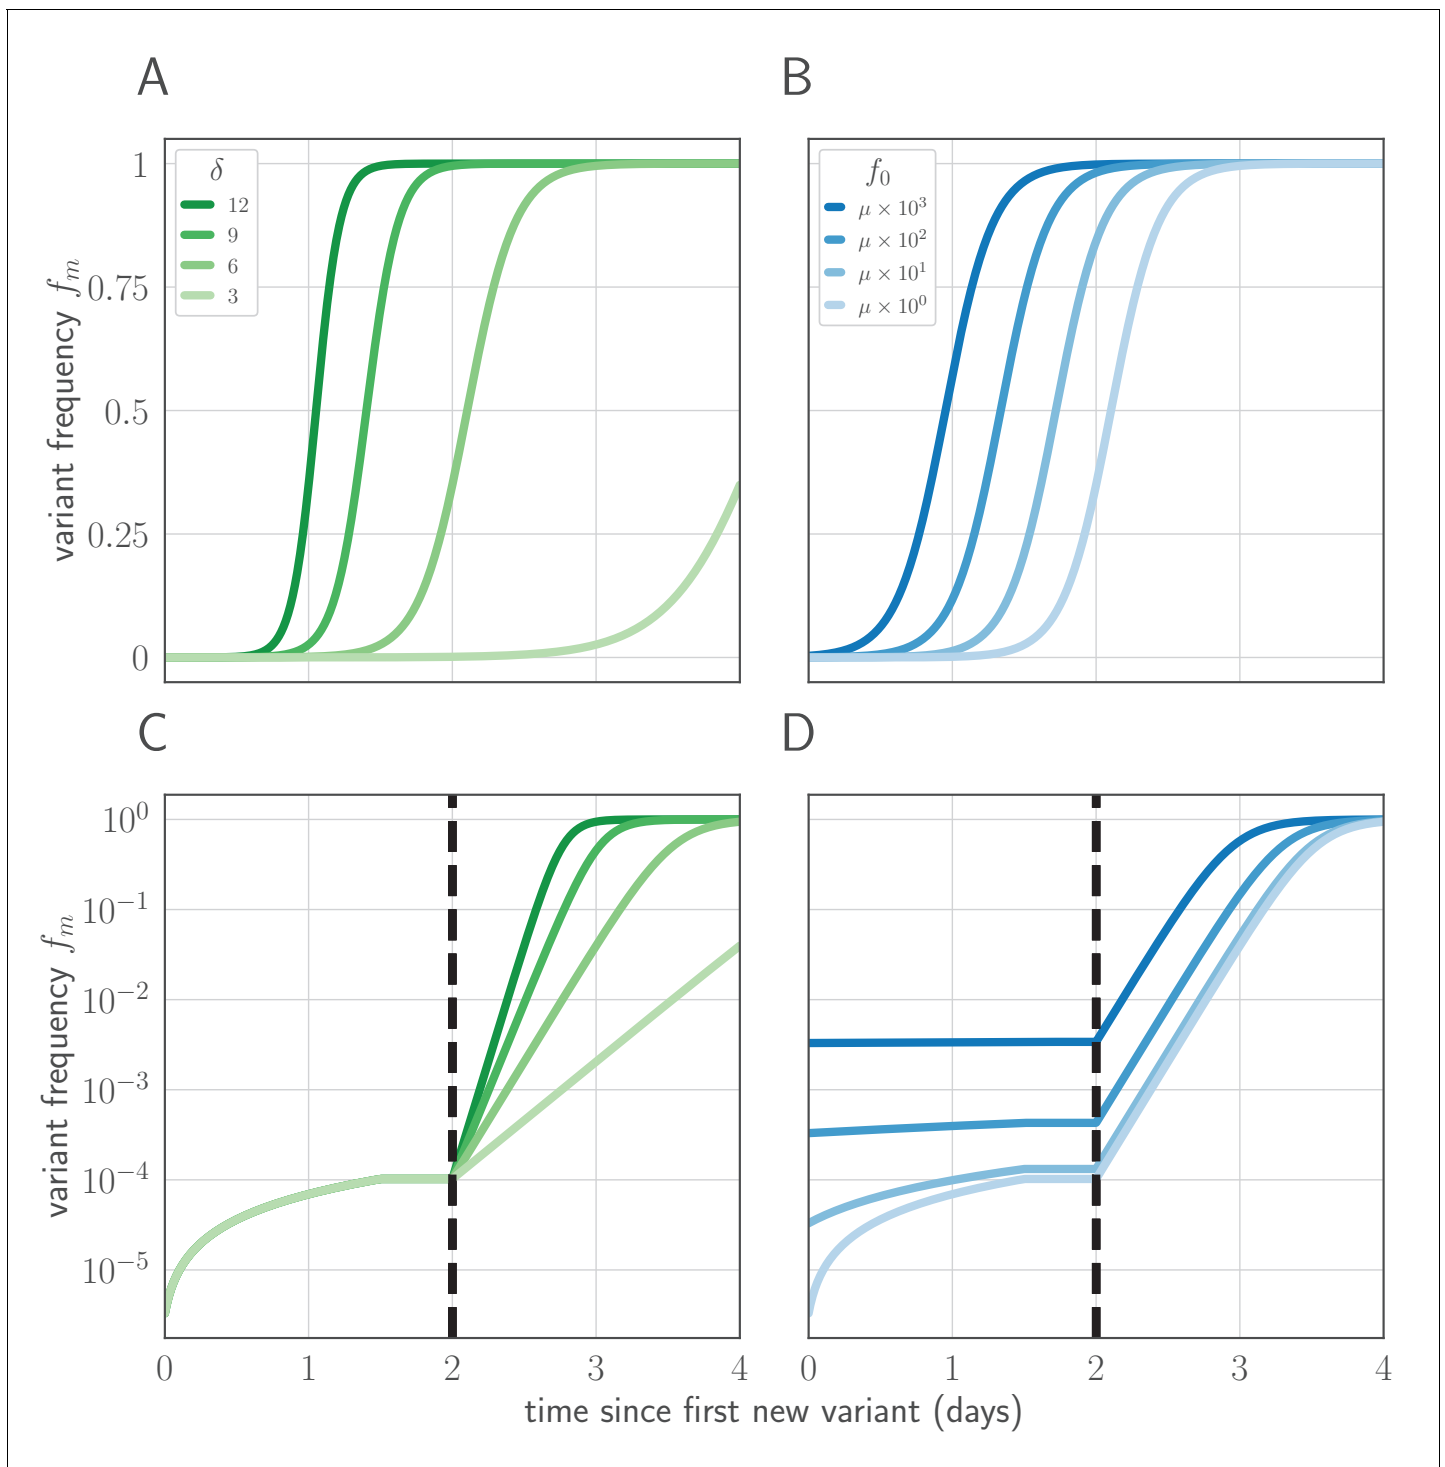 A
B
variant frequency f_m
1
0.75
0.5
0.25
0
δ
12
9
6
3
f_0
μ × 10^3
μ × 10^2
μ × 10^1
μ × 10^0
C
D
variant frequency f_m
10^0
10^−1
10^−2
10^−3
10^−4
10^−5
0 1 2 3 4
0 1 2 3 4
time since first new variant (days)